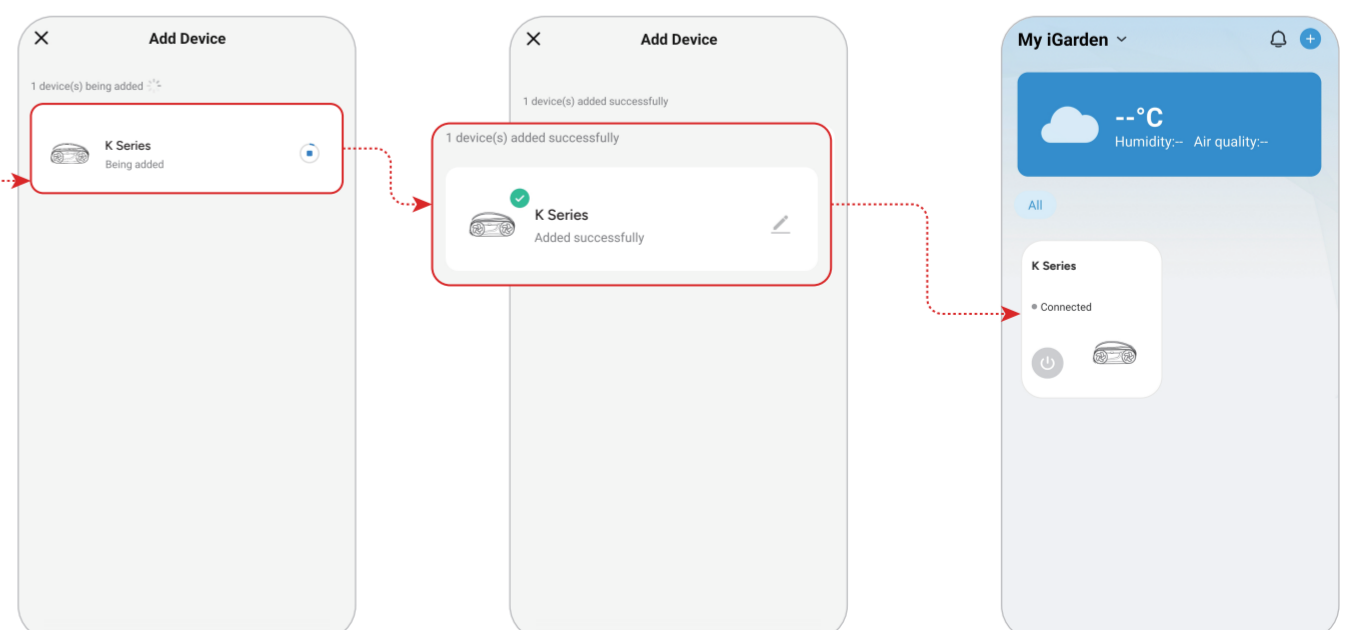 Add Device
1 device(s) being added
K Series
Being added
Add Device
1 device(s) added successfully
1 device(s) added successfully
K Series
Added successfully
My iGarden
--°C
Humidity:-- Air quality:--
All
K Series
Connected